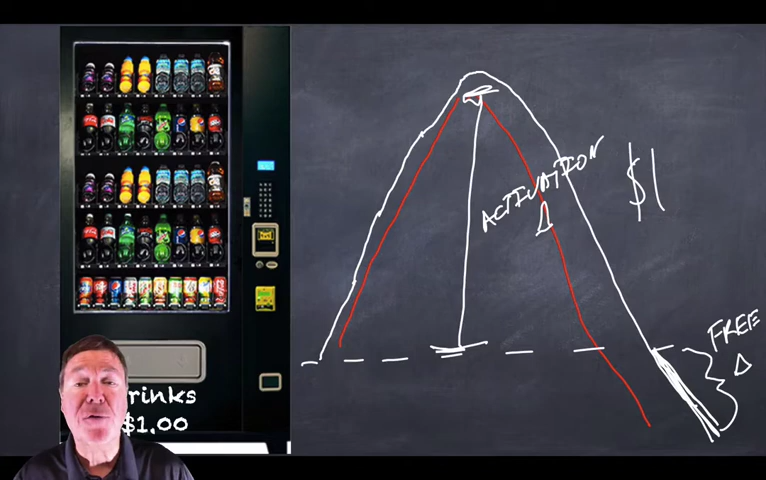 rinks
$1.00
ACTIVATION
Δ
$1
FREE
Δ